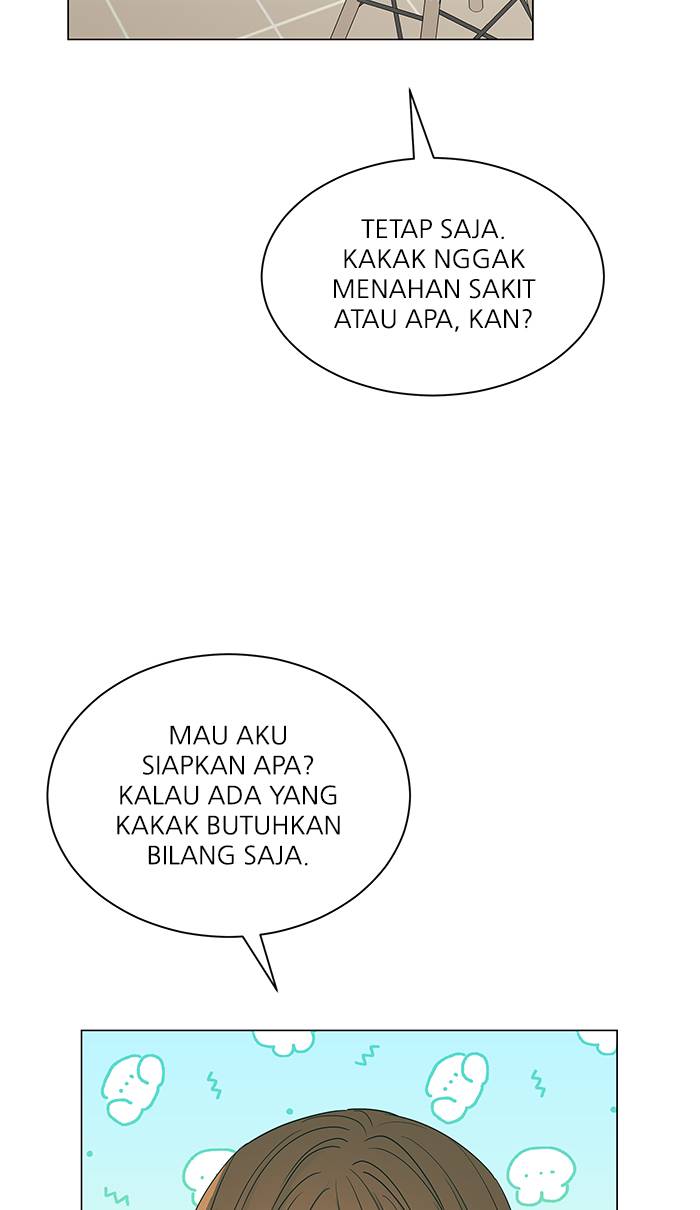 TETAP SAJA.
KAKAK NGGAK
MENAHAN SAKIT
ATAU APA, KAN?
MAU AKU
SIAPKAN APA?
KALAU ADA YANG
KAKAK BUTUHKAN
BILANG SAJA.